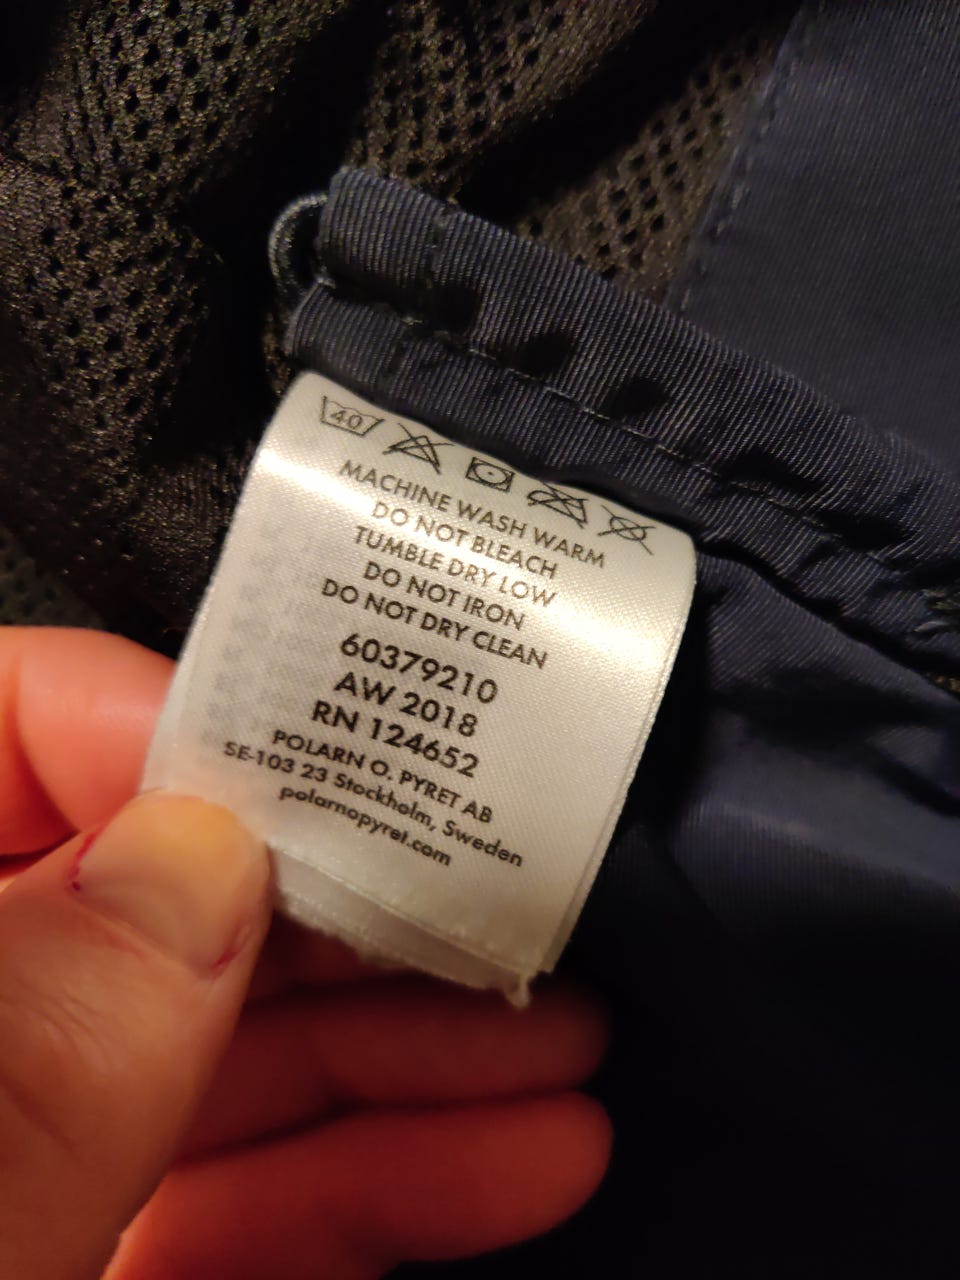 40
MACHINE WASH WARM
DO NOT BLEACH
TUMBLE DRY LOW
DO NOT IRON
DO NOT DRY CLEAN
60379210
AW 2018
RN 124652
POLARN O. PYRET AB
SE-103 23 Stockholm, Sweden
polarnopyret.com